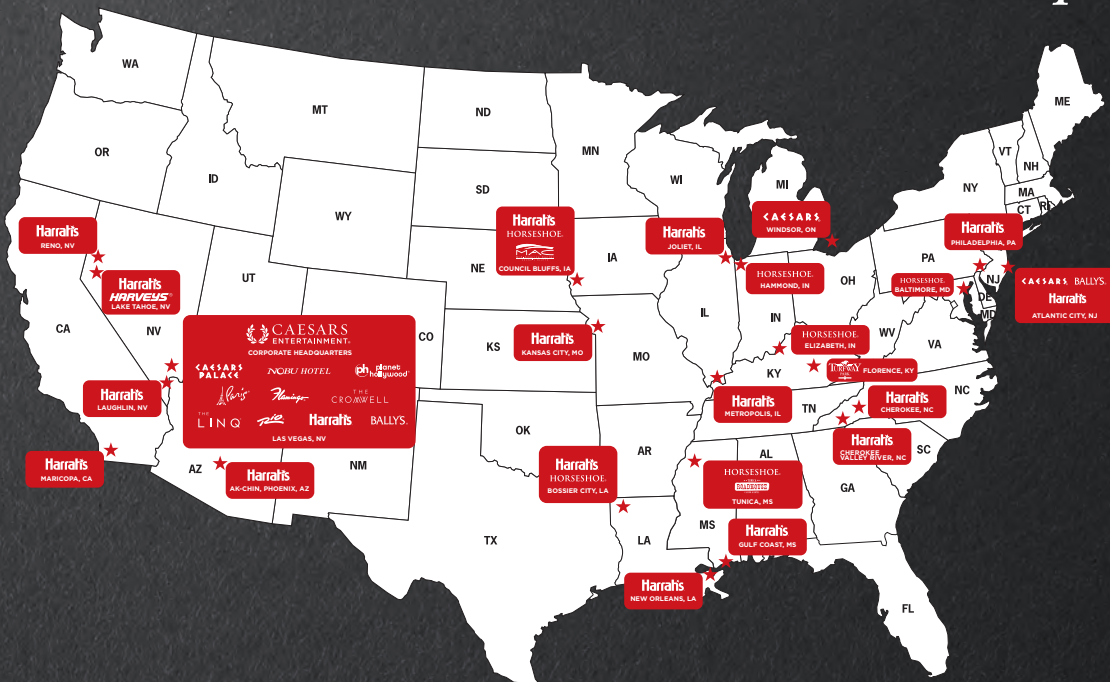 WA
MT
ND
MN
ME
OR
ID
SD
WI
MI
VT
NH
NY
MA
CT
RI
WY
Harrah's
RENO, NV
Harrah's
HARVEYS
LAKE TAHOE, NV
Harrah's
HORSESHOE.
MAC
COUNCIL BLUFFS, IA
Harrah's
JOLIET, IL
CAESARS
WINDSOR, ON
Harrah's
PHILADELPHIA, PA
HORSESHOE
HAMMOND, IN
HORSESHOE.
BALTIMORE, MD
CAESARS BALLY'S
Harrah's
ATLANTIC CITY, NJ
NE
IA
OH
PA
NJ
DE
MD
UT
CA
NV
CO
KS
MO
IL
IN
WV
VA
KY
NC
TN
CAESARS
ENTERTAINMENT.
CORPORATE HEADQUARTERS
CAESARS
PALACE
NOBU HOTEL
ph planet
hollywood
Paris
Flamingo
THE
CROMWELL
THE
LINQ
RIO
Harrah's
BALLY'S.
LAS VEGAS, NV
Harrah's
KANSAS CITY, MO
HORSESHOE.
ELIZABETH, IN
TURFWAY
PARK
FLORENCE, KY
Harrah's
LAUGHLIN, NV
Harrah's
METROPOLIS, IL
Harrah's
CHEROKEE, NC
Harrah's
CHEROKEE
VALLEY RIVER, NC
Harrah's
MARICOPA, CA
AZ
Harrah's
AK-CHIN, PHOENIX, AZ
NM
OK
AR
AL
SC
GA
Harrah's
HORSESHOE
BOSSIER CITY, LA
HORSESHOE.
ROADHOUSE
TUNICA, MS
TX
LA
MS
Harrah's
GULF COAST, MS
Harrah's
NEW ORLEANS, LA
FL